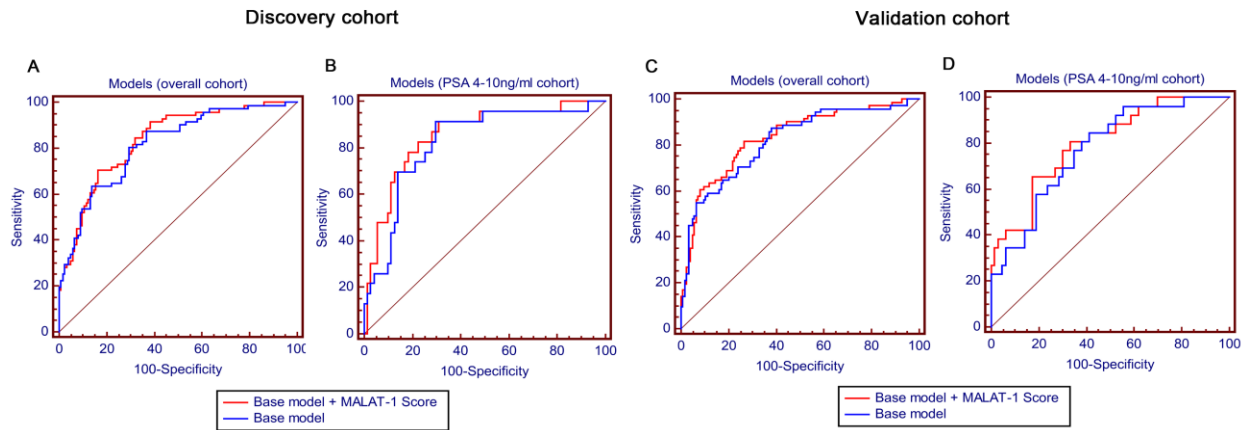 Discovery cohort
Validation cohort
A
Models (overall cohort)
100
80
60
40
20
0
Sensitivity
0 20 40 60 80 100
100-Specificity
B
Models (PSA 4-10ng/ml cohort)
100
80
60
40
20
0
Sensitivity
0 20 40 60 80 100
100-Specificity
Base model + MALAT-1 Score
Base model
C
Models (overall cohort)
100
80
60
40
20
0
Sensitivity
0 20 40 60 80 100
100-Specificity
D
Models (PSA 4-10ng/ml cohort)
100
80
60
40
20
0
Sensitivity
0 20 40 60 80 100
100-Specificity
Base model + MALAT-1 Score
Base model